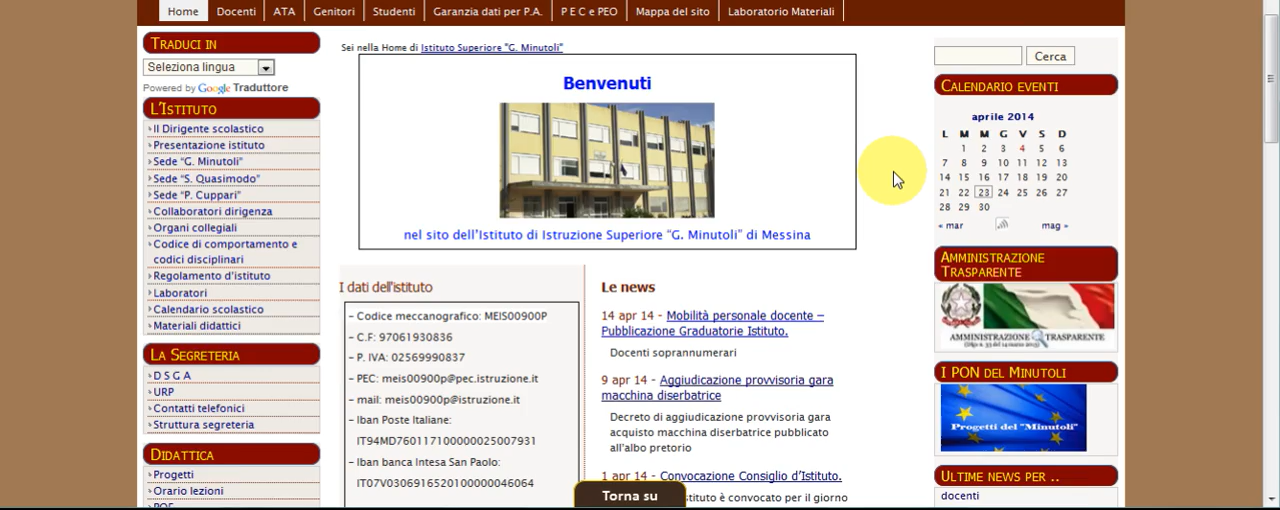 Home Docenti ATA Genitori Studenti Garanzia dati per P.A. P E C e PEO Mappa del sito Laboratorio Materiali
Traduci in
Seleziona lingua
Powered by Google Traduttore
L'Istituto
Il Dirigente scolastico
Presentazione istituto
Sede "G. Minutoli"
Sede "S. Quasimodo"
Sede "P. Cuppari"
Collaboratori dirigenza
Organi collegiali
Codice di comportamento e
codici disciplinari
Regolamento d'istituto
Laboratori
Calendario scolastico
Materiali didattici
La Segreteria
D S G A
URP
Contatti telefonici
Struttura segreteria
Didattica
Progetti
Orario lezioni
POF
Sei nella Home di Istituto Superiore "G. Minutoli"
Benvenuti
nel sito dell'Istituto di Istruzione Superiore "G. Minutoli" di Messina
I dati dell'istituto
– Codice meccanografico: MEIS00900P
– C.F: 97061930836
– P. IVA: 02569990837
– PEC: meis00900p@pec.istruzione.it
– mail: meis00900p@istruzione.it
– Iban Poste Italiane:
IT94MD760117100000025007931
– Iban banca Intesa San Paolo:
IT07V0306916520100000046064
Le news
14 apr 14 - Mobilità personale docente –
Pubblicazione Graduatorie Istituto.
Docenti soprannumerari
9 apr 14 - Aggiudicazione provvisoria gara
macchina diserbatrice
Decreto di aggiudicazione provvisoria gara
acquisto macchina diserbatrice pubblicato
all'albo pretorio
1 apr 14 - Convocazione Consiglio d'Istituto.
stituto è convocato per il giorno
Torna su
Cerca
Calendario eventi
aprile 2014
L M M G V S D
1 2 3 4 5 6
7 8 9 10 11 12 13
14 15 16 17 18 19 20
21 22 23 24 25 26 27
28 29 30
« mar mag »
Amministrazione
Trasparente
AMMINISTRAZIONE
TRASPARENTE
I PON del Minutoli
Progetti del "Minutoli"
Ultime news per ..
docenti